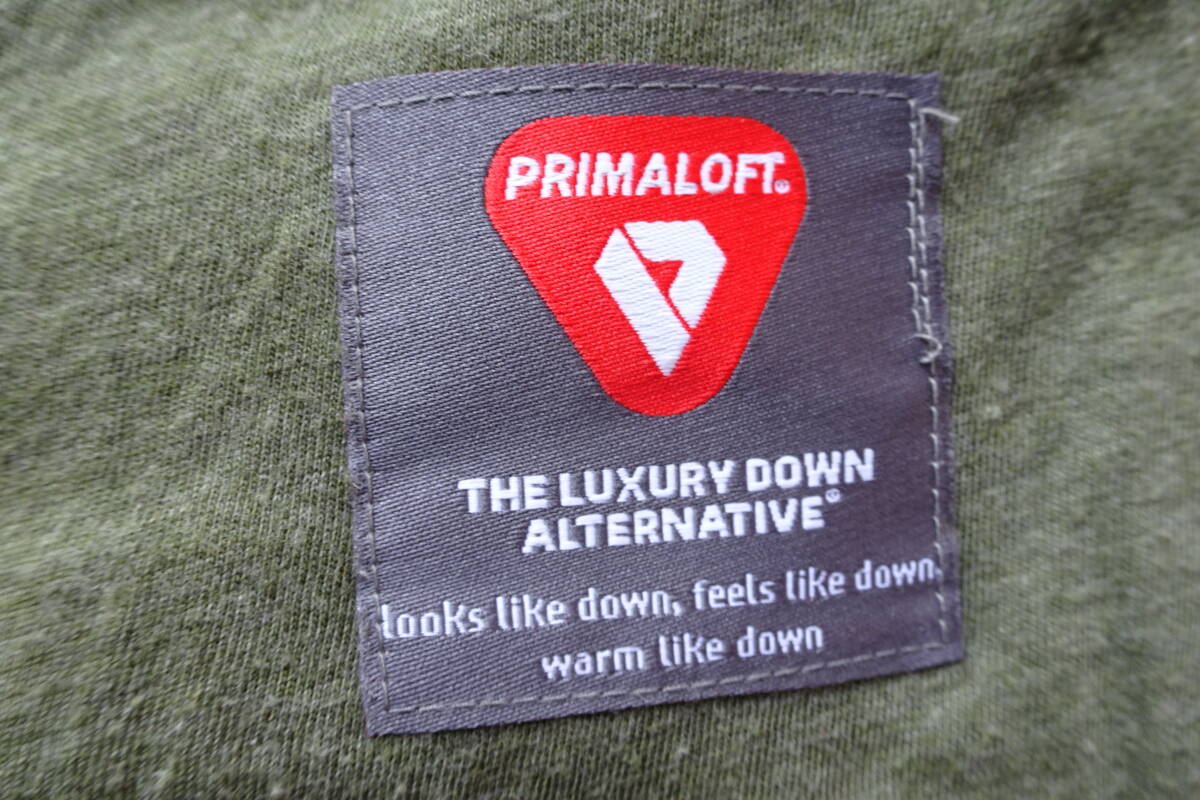 PRIMALOFT®
THE LUXURY DOWN
ALTERNATIVE®
looks like down, feels like down,
warm like down